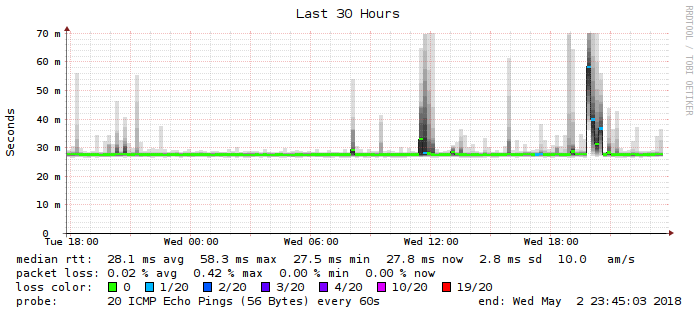 Last 30 Hours
RRDTOOL / TOBI OETIKER
Seconds
70 m
60 m
50 m
40 m
30 m
20 m
10 m
0
Tue 18:00 Wed 00:00 Wed 06:00 Wed 12:00 Wed 18:00
median rtt: 28.1 ms avg 58.3 ms max 27.5 ms min 27.8 ms now 2.8 ms sd 10.0 am/s
packet loss: 0.02 % avg 0.42 % max 0.00 % min 0.00 % now
loss color: 0 1/20 2/20 3/20 4/20 10/20 19/20
probe: 20 ICMP Echo Pings (56 Bytes) every 60s end: Wed May 2 23:45:03 2018